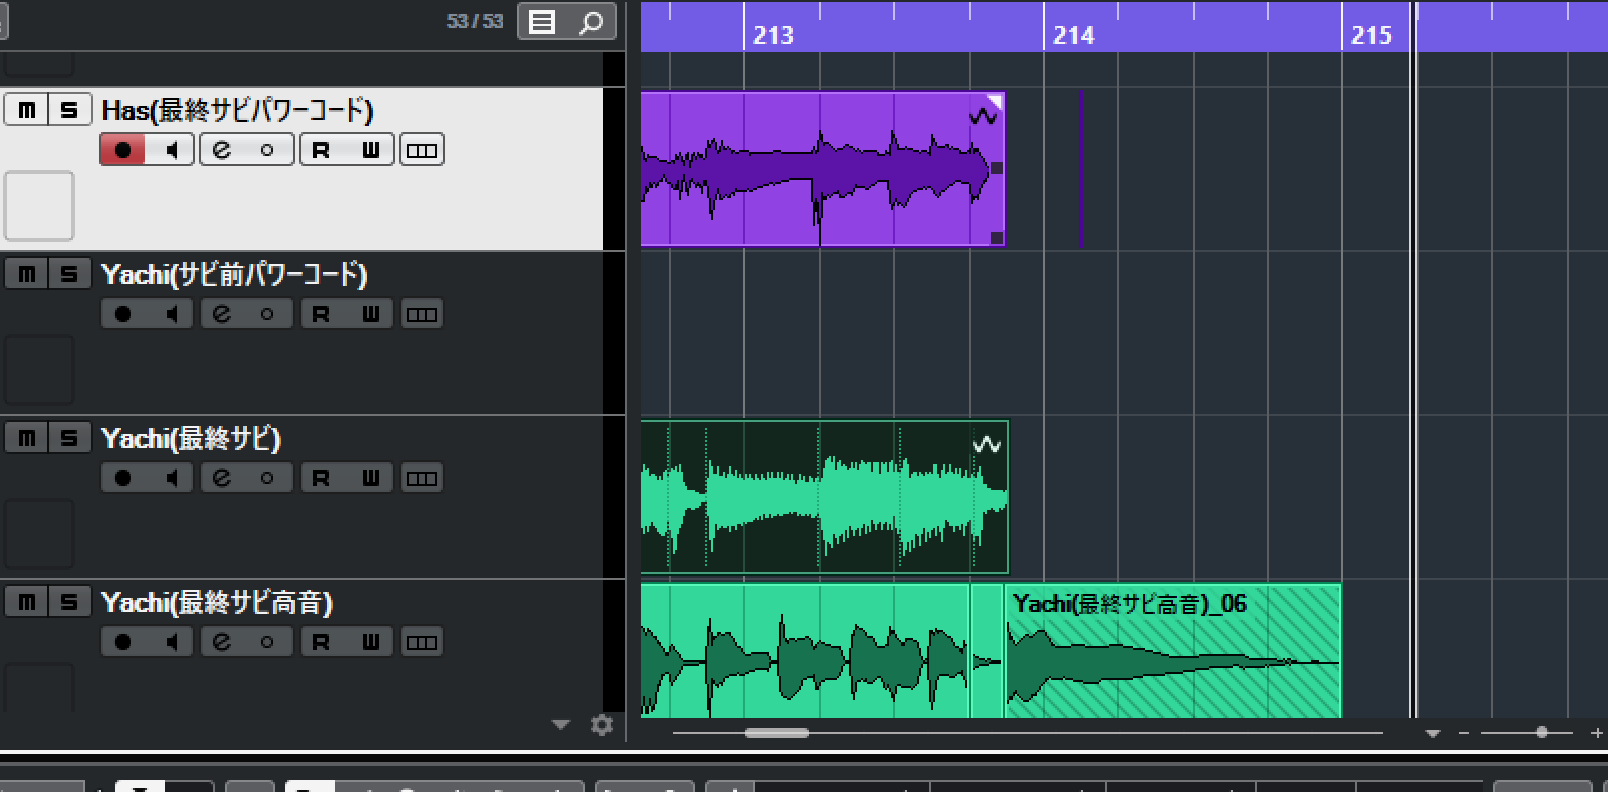 53 / 53
213 214 215
m S Has(最終サビパワーコード)
R W
m S Yachi(サビ前パワーコード)
R W
m S Yachi(最終サビ)
R W
m S Yachi(最終サビ高音)
Yachi(最終サビ高音)_06
R W